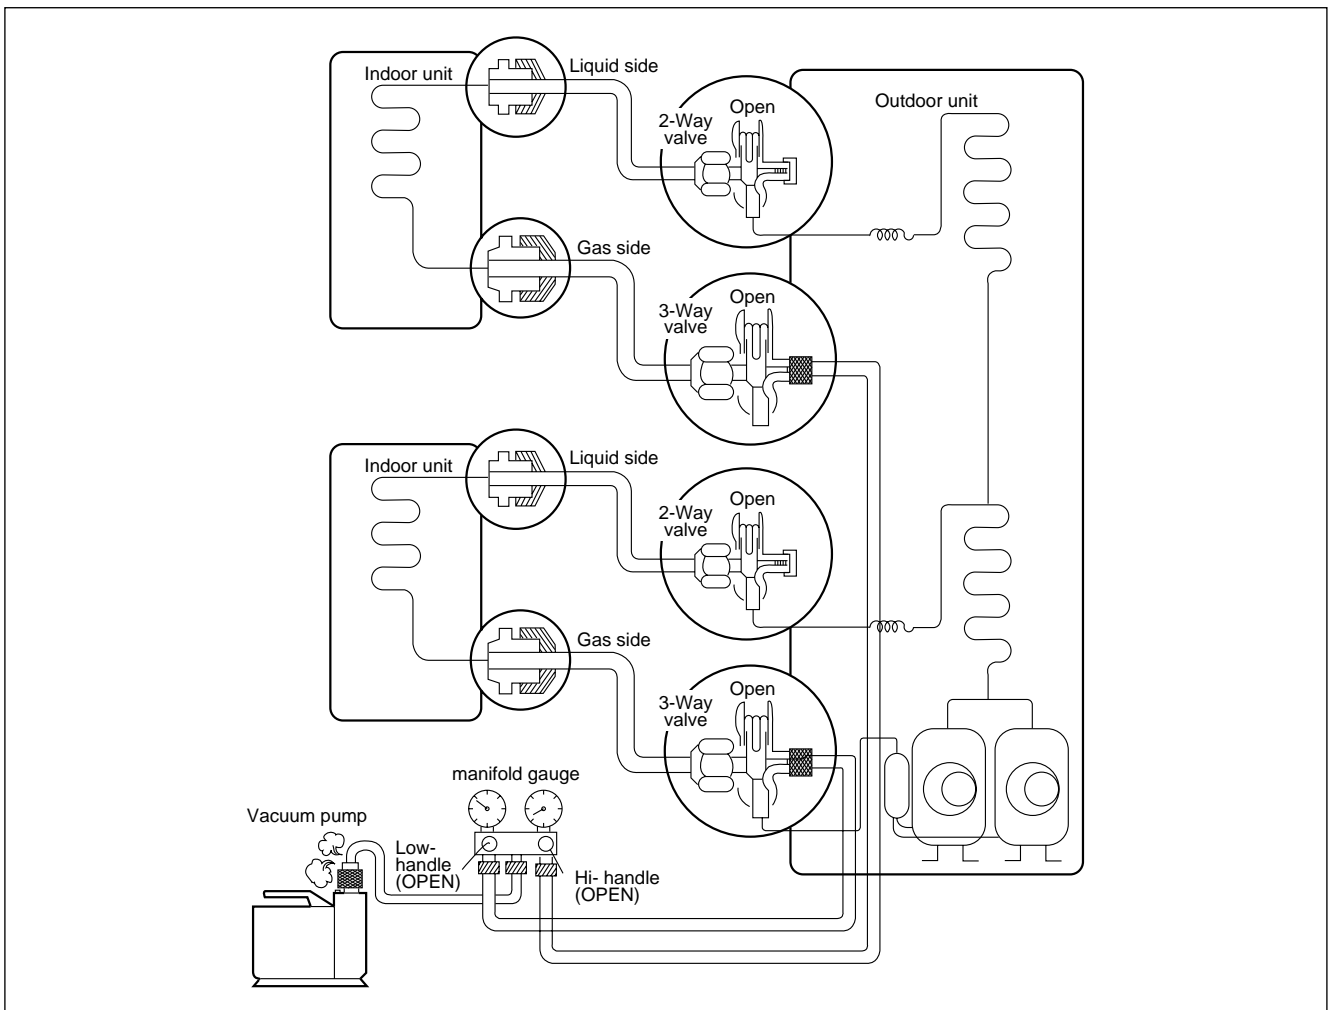 Indoor unit
Liquid side
2-Way
valve
Open
Outdoor unit
Gas side
3-Way
valve
Open
Indoor unit
Liquid side
2-Way
valve
Open
Gas side
3-Way
valve
Open
manifold gauge
Vacuum pump
Low-
handle
(OPEN)
Hi- handle
(OPEN)